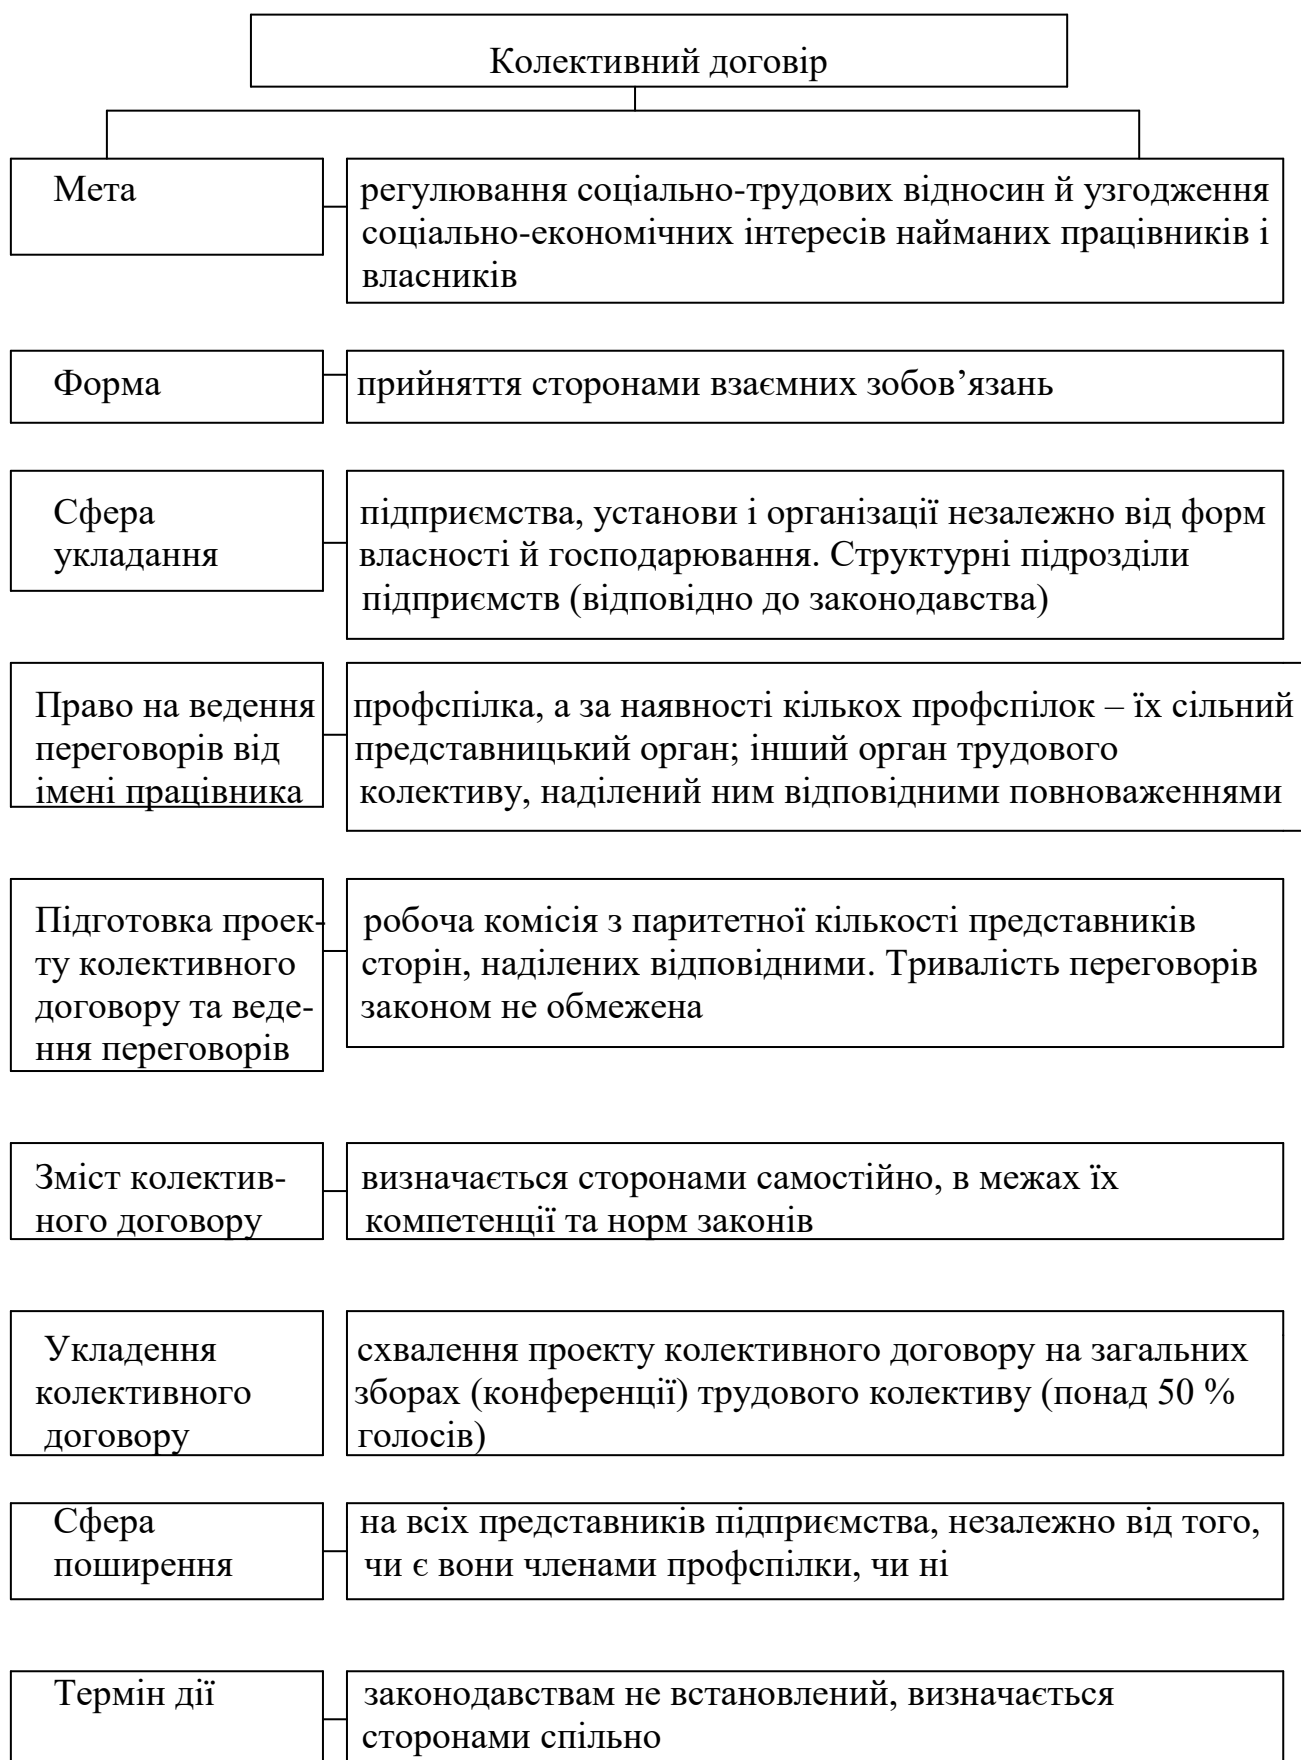 Колективний договір
Мета
регулювання соціально-трудових відносин й узгодження
соціально-економічних інтересів найманих працівників і
власників
Форма
прийняття сторонами взаємних зобов’язань
Сфера
укладання
підприємства, установи і організації незалежно від форм
власності й господарювання. Структурні підрозділи
підприємств (відповідно до законодавства)
Право на ведення
переговорів від
імені працівника
профспілка, а за наявності кількох профспілок – їх сільний
представницький орган; інший орган трудового
колективу, наділений ним відповідними повноваженнями
Підготовка проек-
ту колективного
договору та веде-
ння переговорів
робоча комісія з паритетної кількості представників
сторін, наділених відповідними. Тривалість переговорів
законом не обмежена
Зміст колектив-
ного договору
визначається сторонами самостійно, в межах їх
компетенції та норм законів
Укладення
колективного
договору
схвалення проекту колективного договору на загальних
зборах (конференції) трудового колективу (понад 50 %
голосів)
Сфера
поширення
на всіх представників підприємства, незалежно від того,
чи є вони членами профспілки, чи ні
Термін дії
законодавствам не встановлений, визначається
сторонами спільно